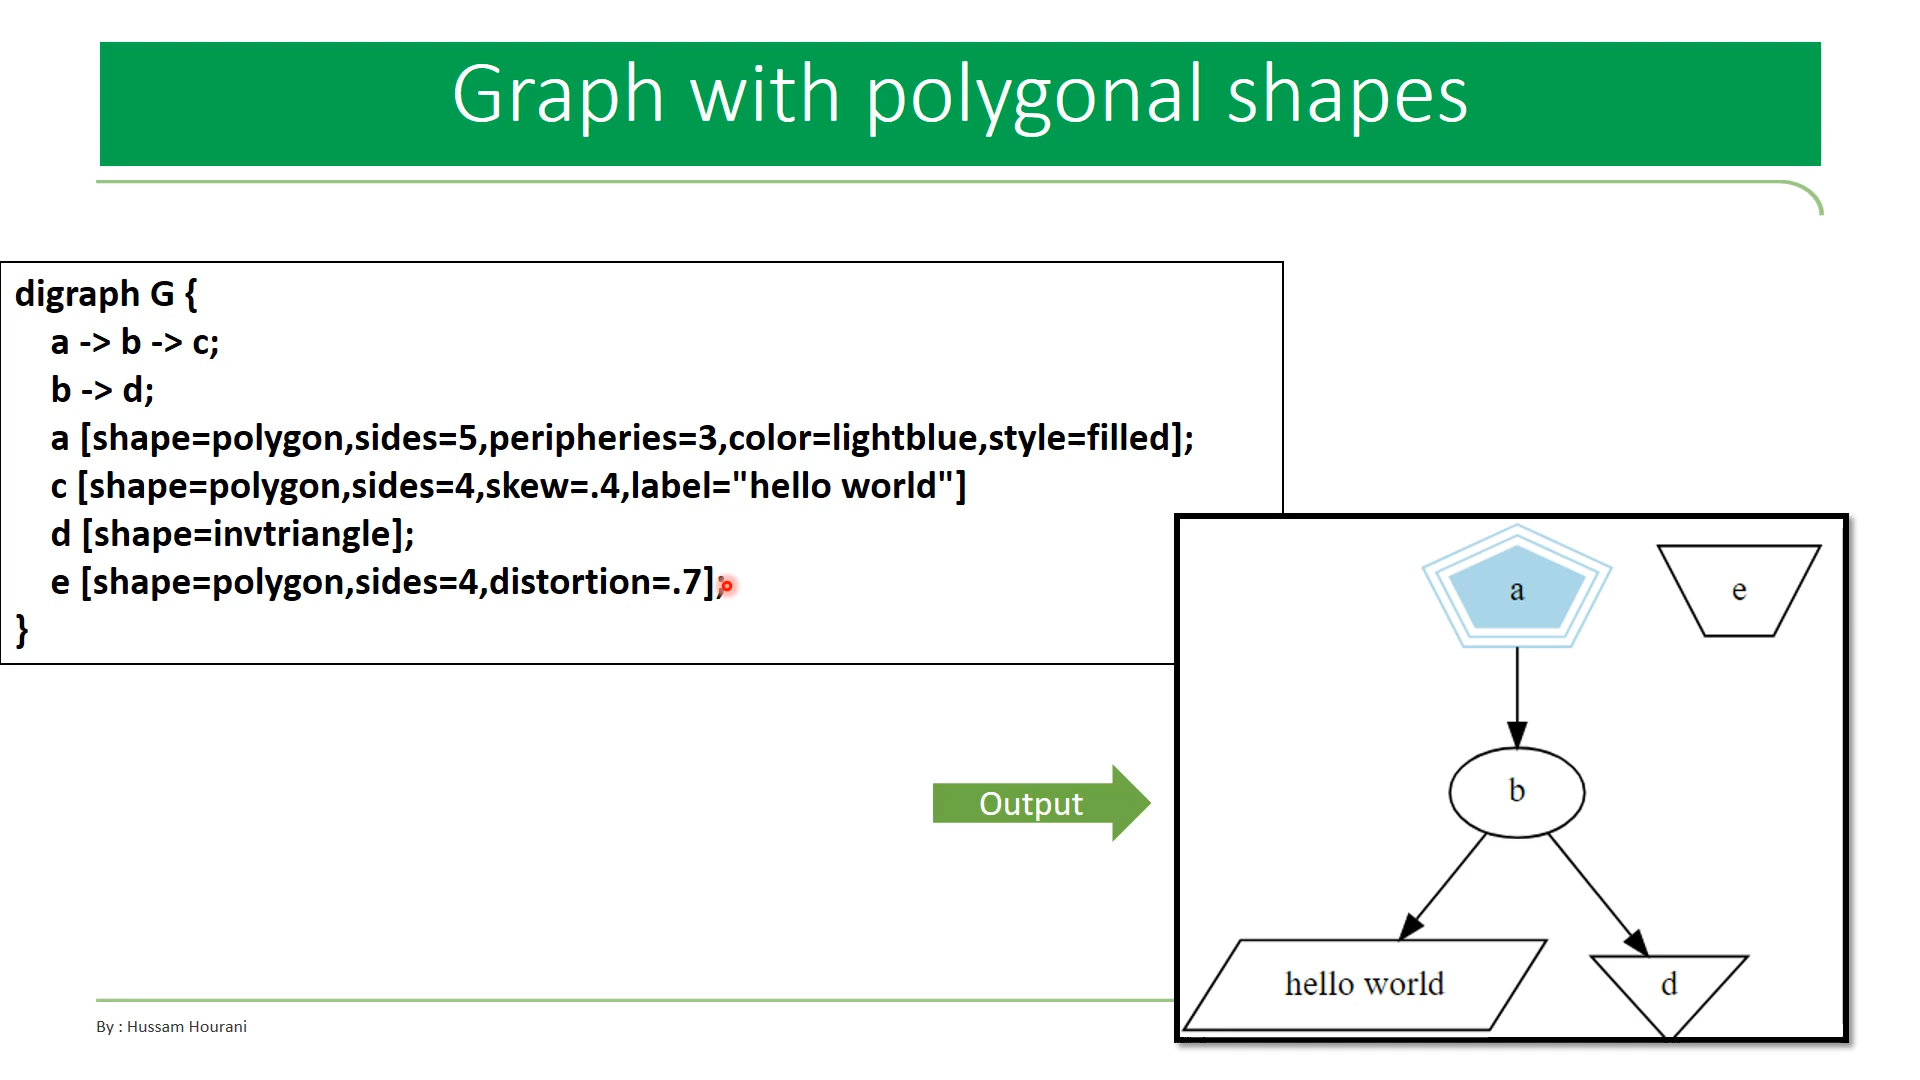 Graph with polygonal shapes
digraph G {
a -> b -> c;
b -> d;
a [shape=polygon,sides=5,peripheries=3,color=lightblue,style=filled];
c [shape=polygon,sides=4,skew=.4,label="hello world"]
d [shape=invtriangle];
e [shape=polygon,sides=4,distortion=.7];
}
Output
a
e
b
hello world
d
By : Hussam Hourani